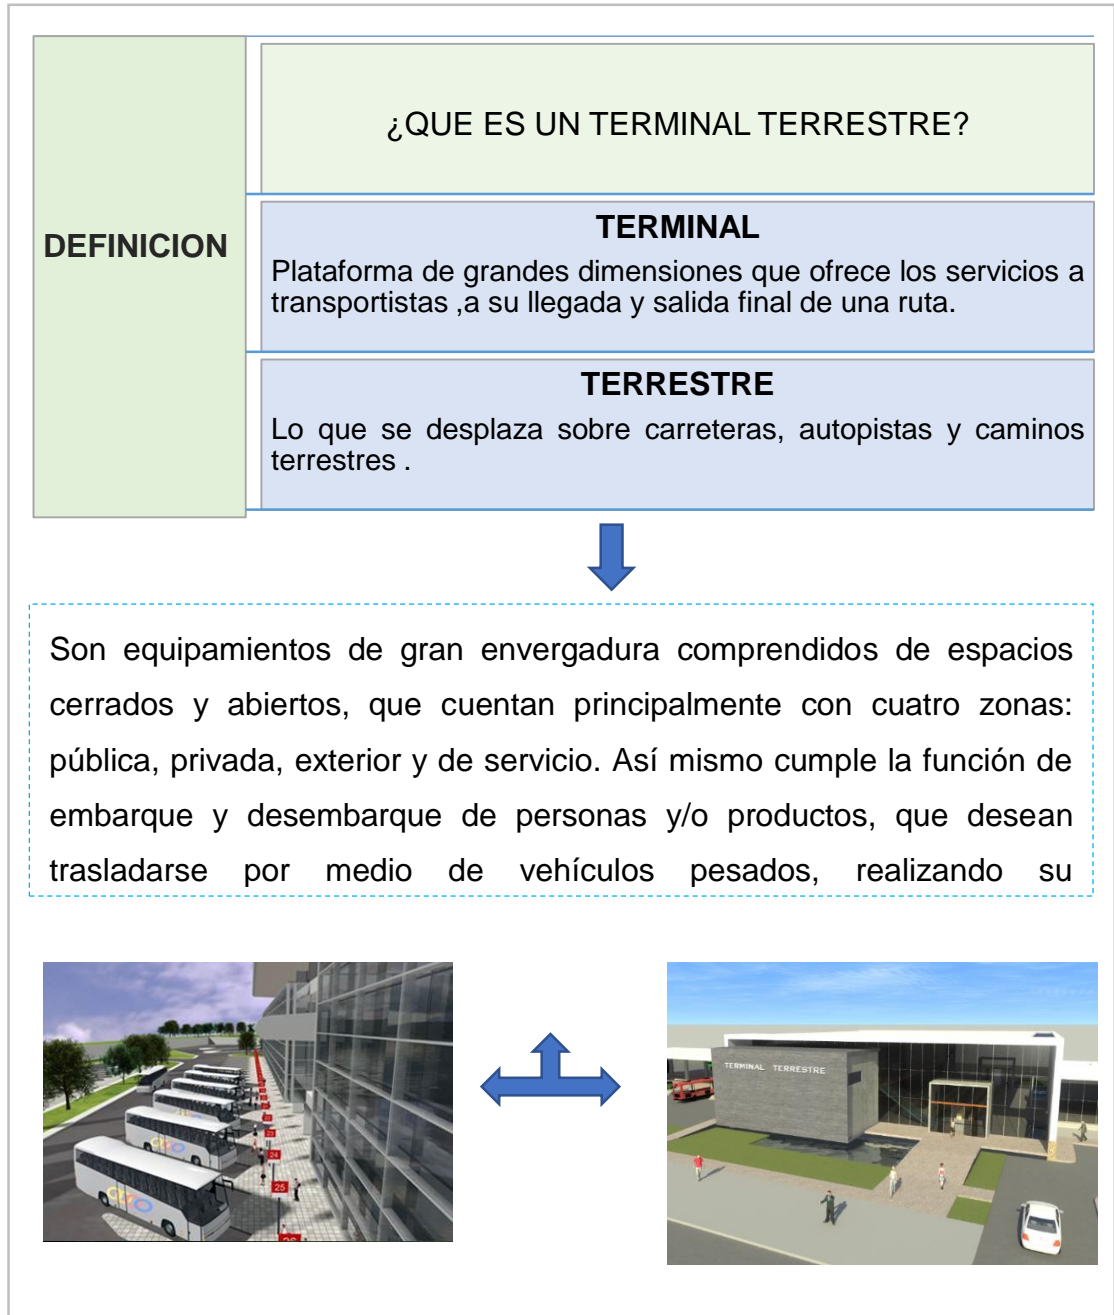 ¿QUE ES UN TERMINAL TERRESTRE?
DEFINICION
TERMINAL
Plataforma de grandes dimensiones que ofrece los servicios a
transportistas ,a su llegada y salida final de una ruta.
TERRESTRE
Lo que se desplaza sobre carreteras, autopistas y caminos
terrestres .
Son equipamientos de gran envergadura comprendidos de espacios
cerrados y abiertos, que cuentan principalmente con cuatro zonas:
pública, privada, exterior y de servicio. Así mismo cumple la función de
embarque y desembarque de personas y/o productos, que desean
trasladarse por medio de vehículos pesados, realizando su
24
25
26
TERMINAL TERRESTRE